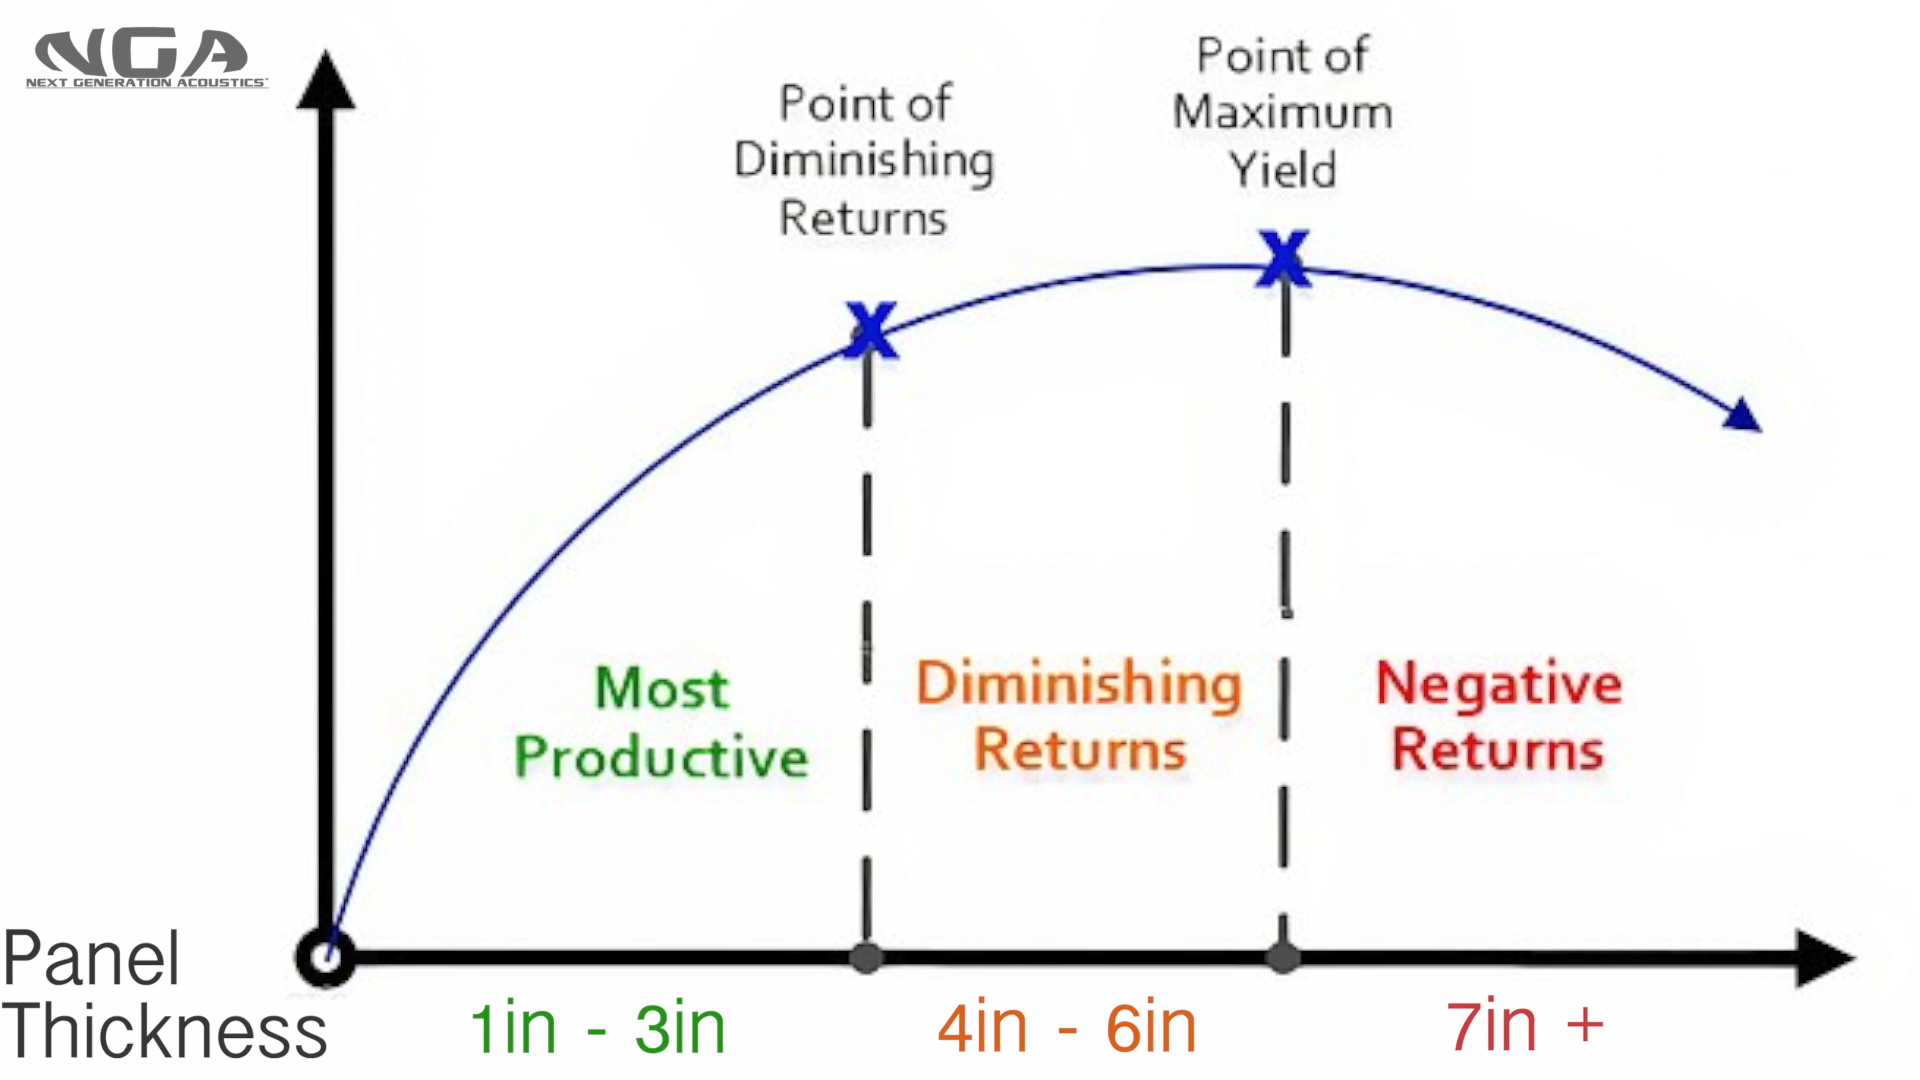 NGA
NEXT GENERATION ACOUSTICS
Point of
Diminishing
Returns
Point of
Maximum
Yield
X
X
Most
Productive
Diminishing
Returns
Negative
Returns
Panel
Thickness
1in - 3in
4in - 6in
7in +